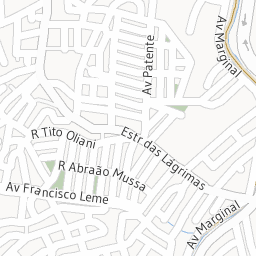 Av Marginal
Av Patente
R Tito Oliani
Estr das Lágrimas
R Abraão Mussa
Av Francisco Leme
Av Marginal